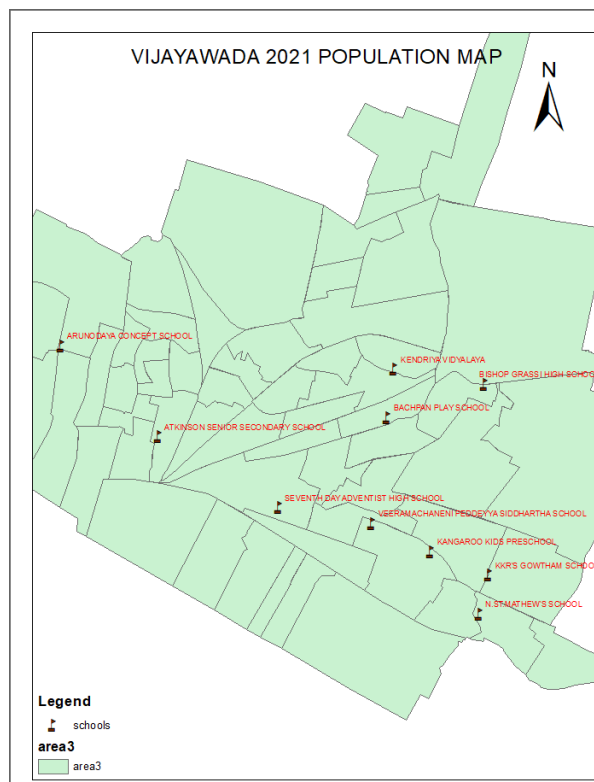 VIJAYAWADA 2021 POPULATION MAP
N
ARUNODAYA CONCEPT SCHOOL
KENDRIYA VIDYALAYA
BISHOP GRASSI HIGH SCHOO
BACHPAN PLAY SCHOOL
ATKINSON SENIOR SECONDARY SCHOOL
SEVENTH DAY ADVENTIST HIGH SCHOOL
VEERAMACHANENI PEDDEYYA SIDDHARTHA SCHOOL
KANGAROO KIDS PRESCHOOL
KKR'S GOWTHAM SCHOO
N.ST.MATHEW'S SCHOOL
Legend
schools
area3
area3